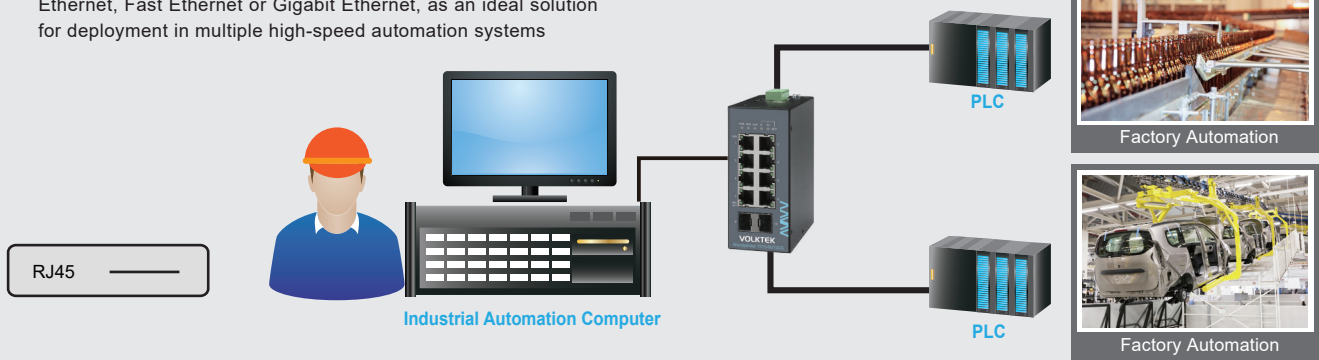 Ethernet, Fast Ethernet or Gigabit Ethernet, as an ideal solution
for deployment in multiple high-speed automation systems
PLC
Factory Automation
VOLKTEK
RJ45
Industrial Automation Computer
PLC
Factory Automation